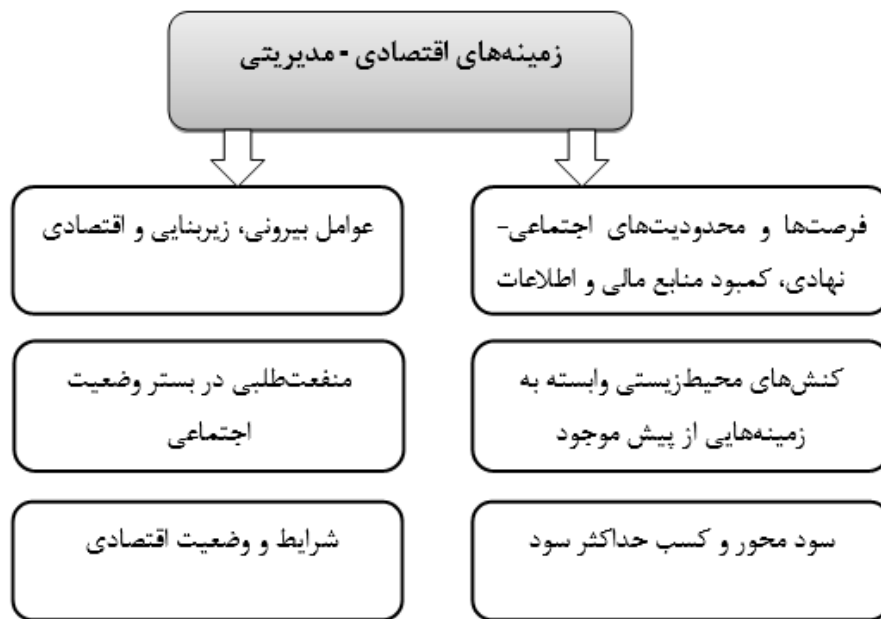 زمینه‌های اقتصادی - مدیریتی
فرصت‌ها و محدودیت‌های اجتماعی-
نهادی، کمبود منابع مالی و اطلاعات
عوامل بیرونی، زیربنایی و اقتصادی
کنش‌های محیط‌زیستی وابسته به
زمینه‌هایی از پیش موجود
منفعت‌طلبی در بستر وضعیت
اجتماعی
سود محور و کسب حداکثر سود
شرایط و وضعیت اقتصادی